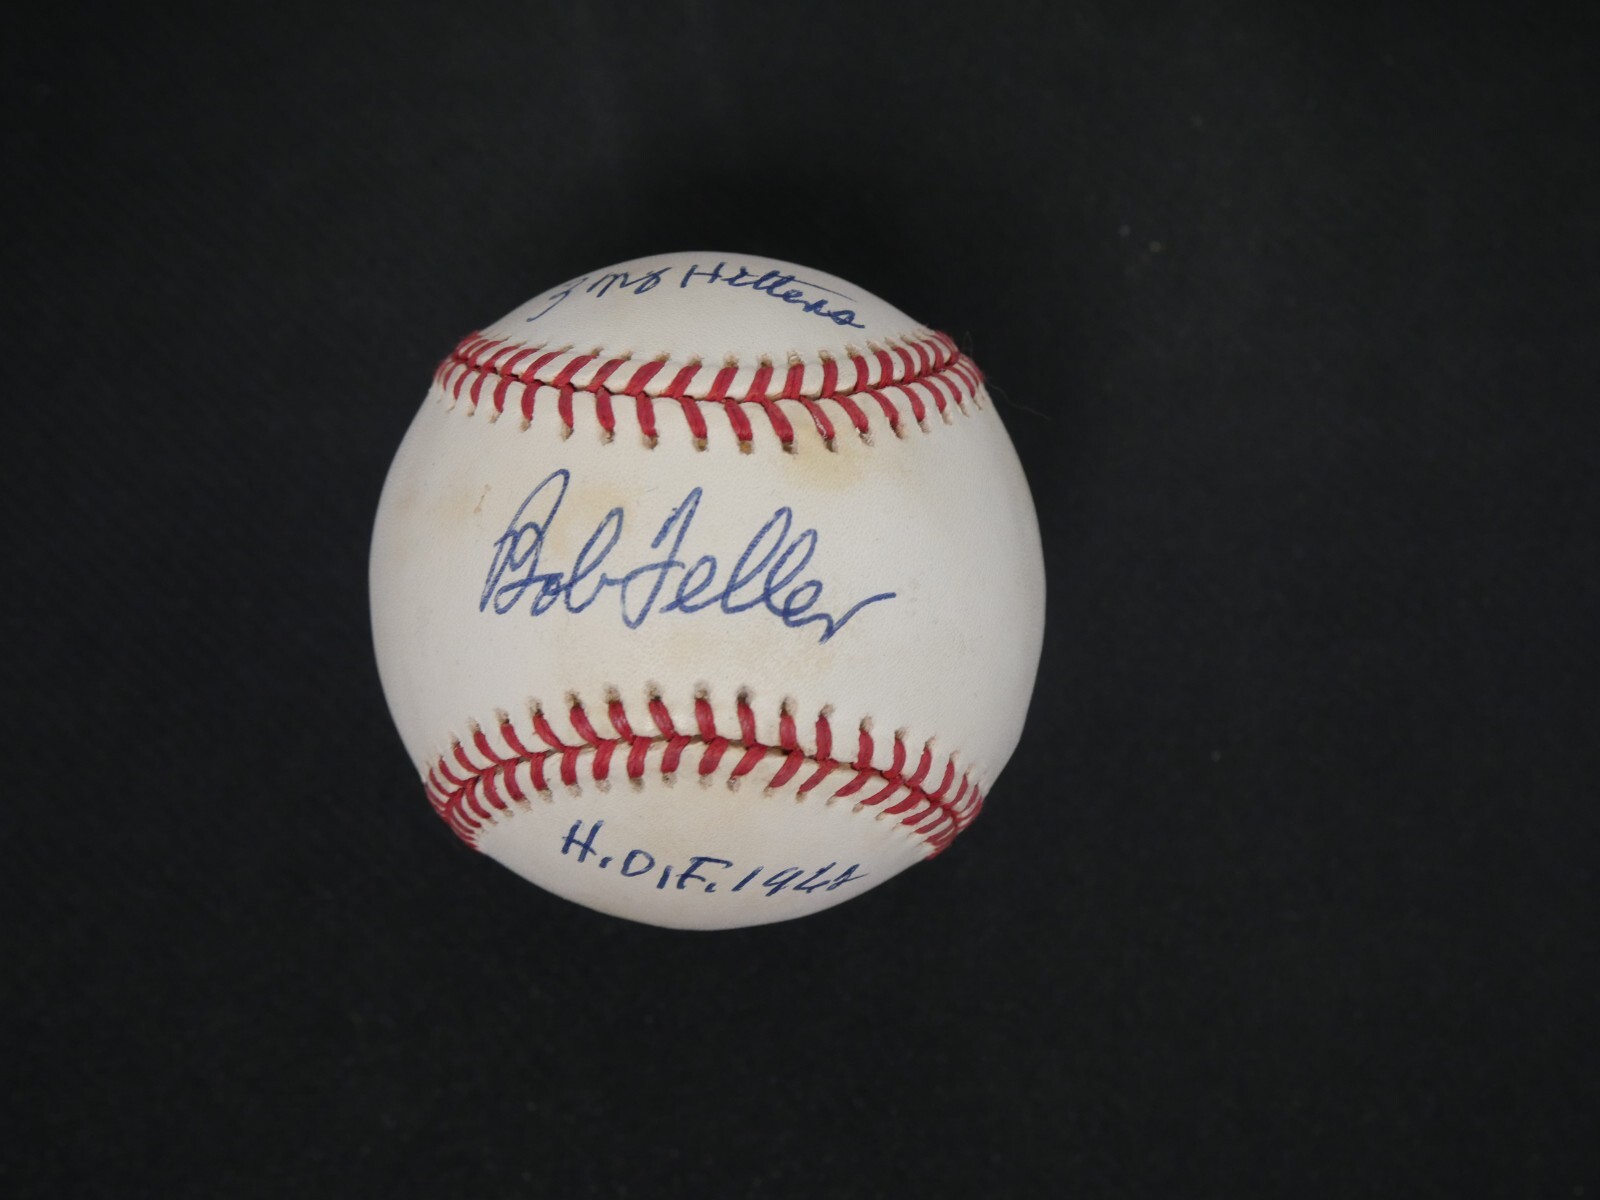 3 No Hitters
Bob Feller
H.O.F. 1962